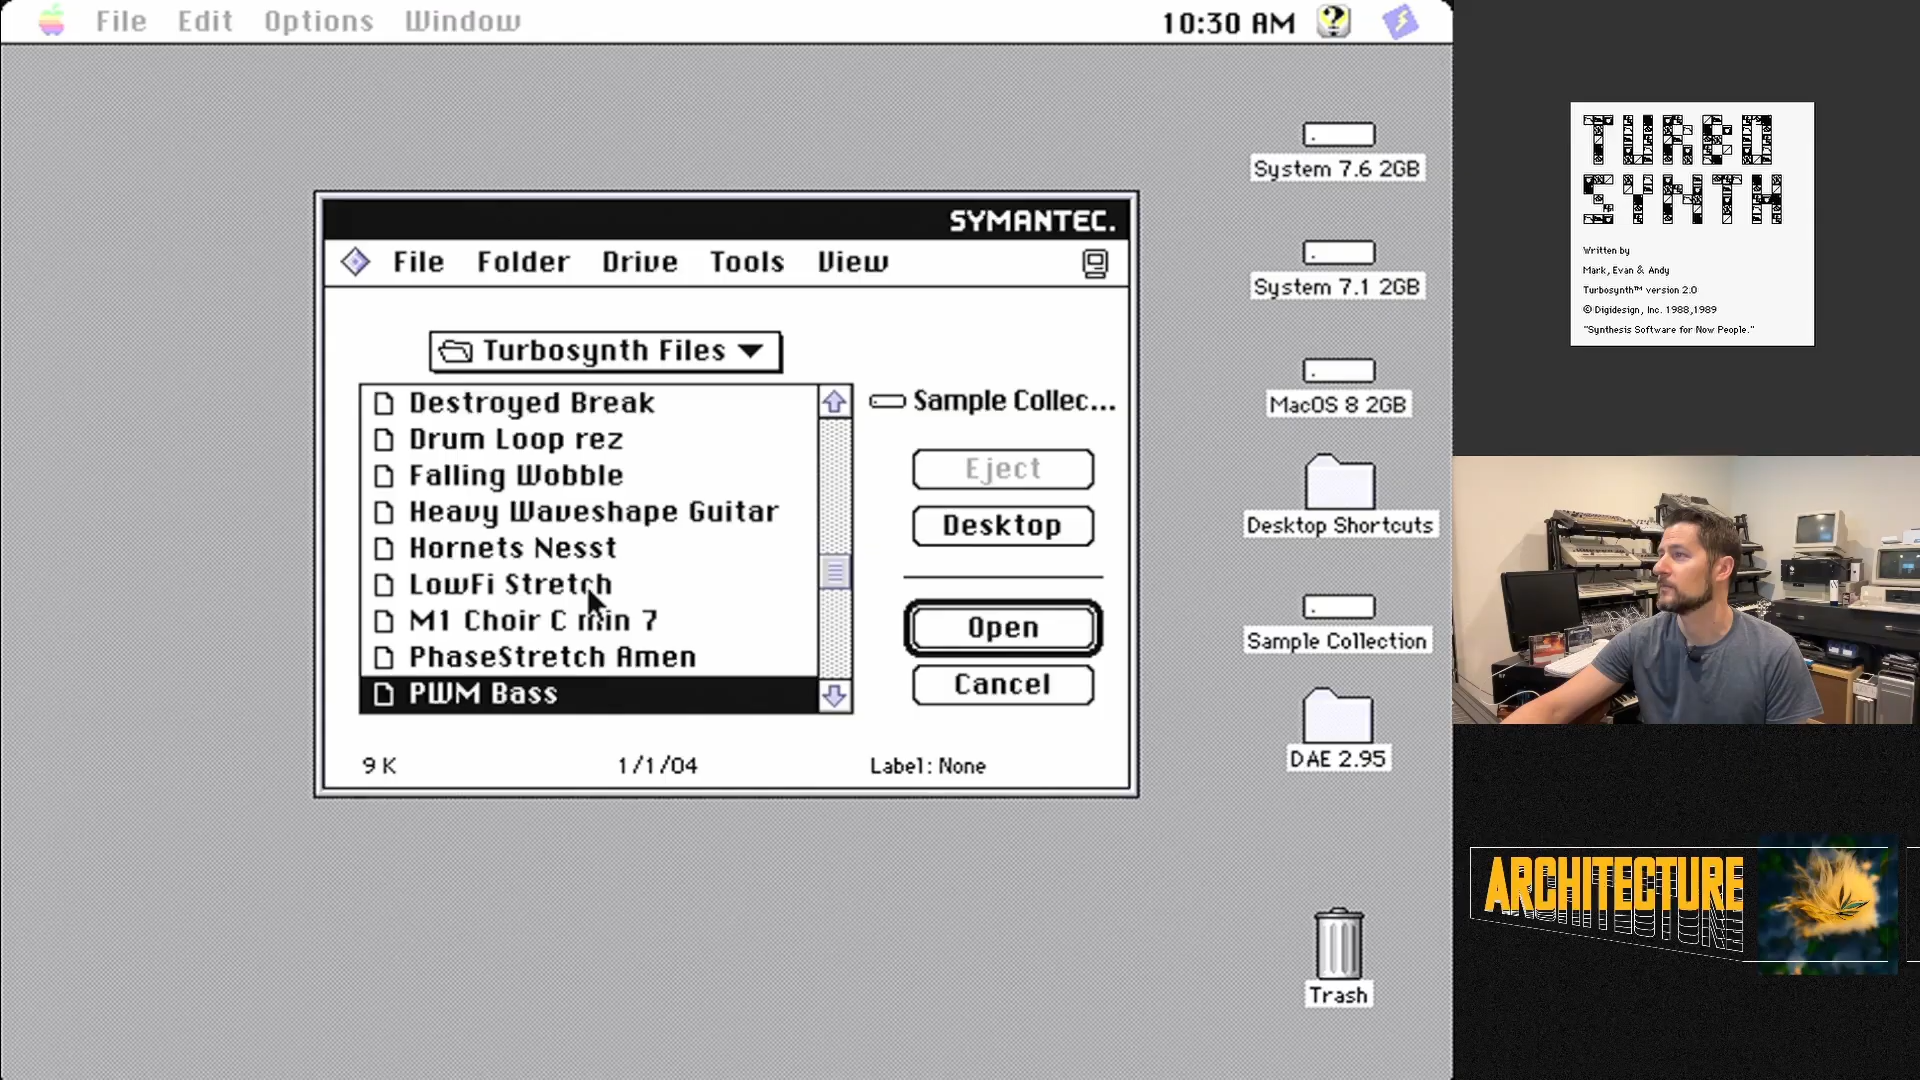 File Edit Options Window 10:30 AM
SYMANTEC.
File Folder Drive Tools View
Turbosynth Files
Destroyed Break
Drum Loop rez
Falling Wobble
Heavy Waveshape Guitar
Hornets Nesst
LowFi Stretch
M1 Choir C min 7
PhaseStretch Amen
PWM Bass
Sample Collec...
Eject
Desktop
Open
Cancel
9 K 1/1/04 Label: None
System 7.6 2GB
System 7.1 2GB
MacOS 8 2GB
Desktop Shortcuts
Sample Collection
DAE 2.95
Trash
TURBO
SYNTH
Written by
Mark, Evan & Andy
Turbosynth™ version 2.0
© Digidesign, Inc. 1988,1989
"Synthesis Software for Now People."
ARCHITECTURE